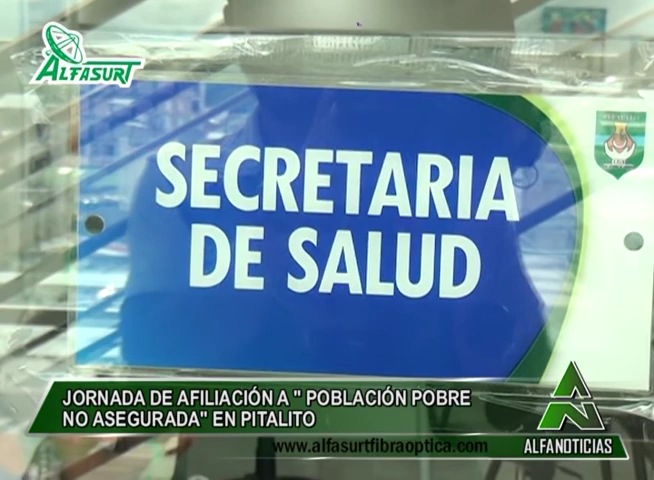 ALFASURT
SECRETARIA
DE SALUD
JORNADA DE AFILIACIÓN A " POBLACIÓN POBRE
NO ASEGURADA" EN PITALITO
www.alfasurtfibraoptica.com
ALFANOTICIAS